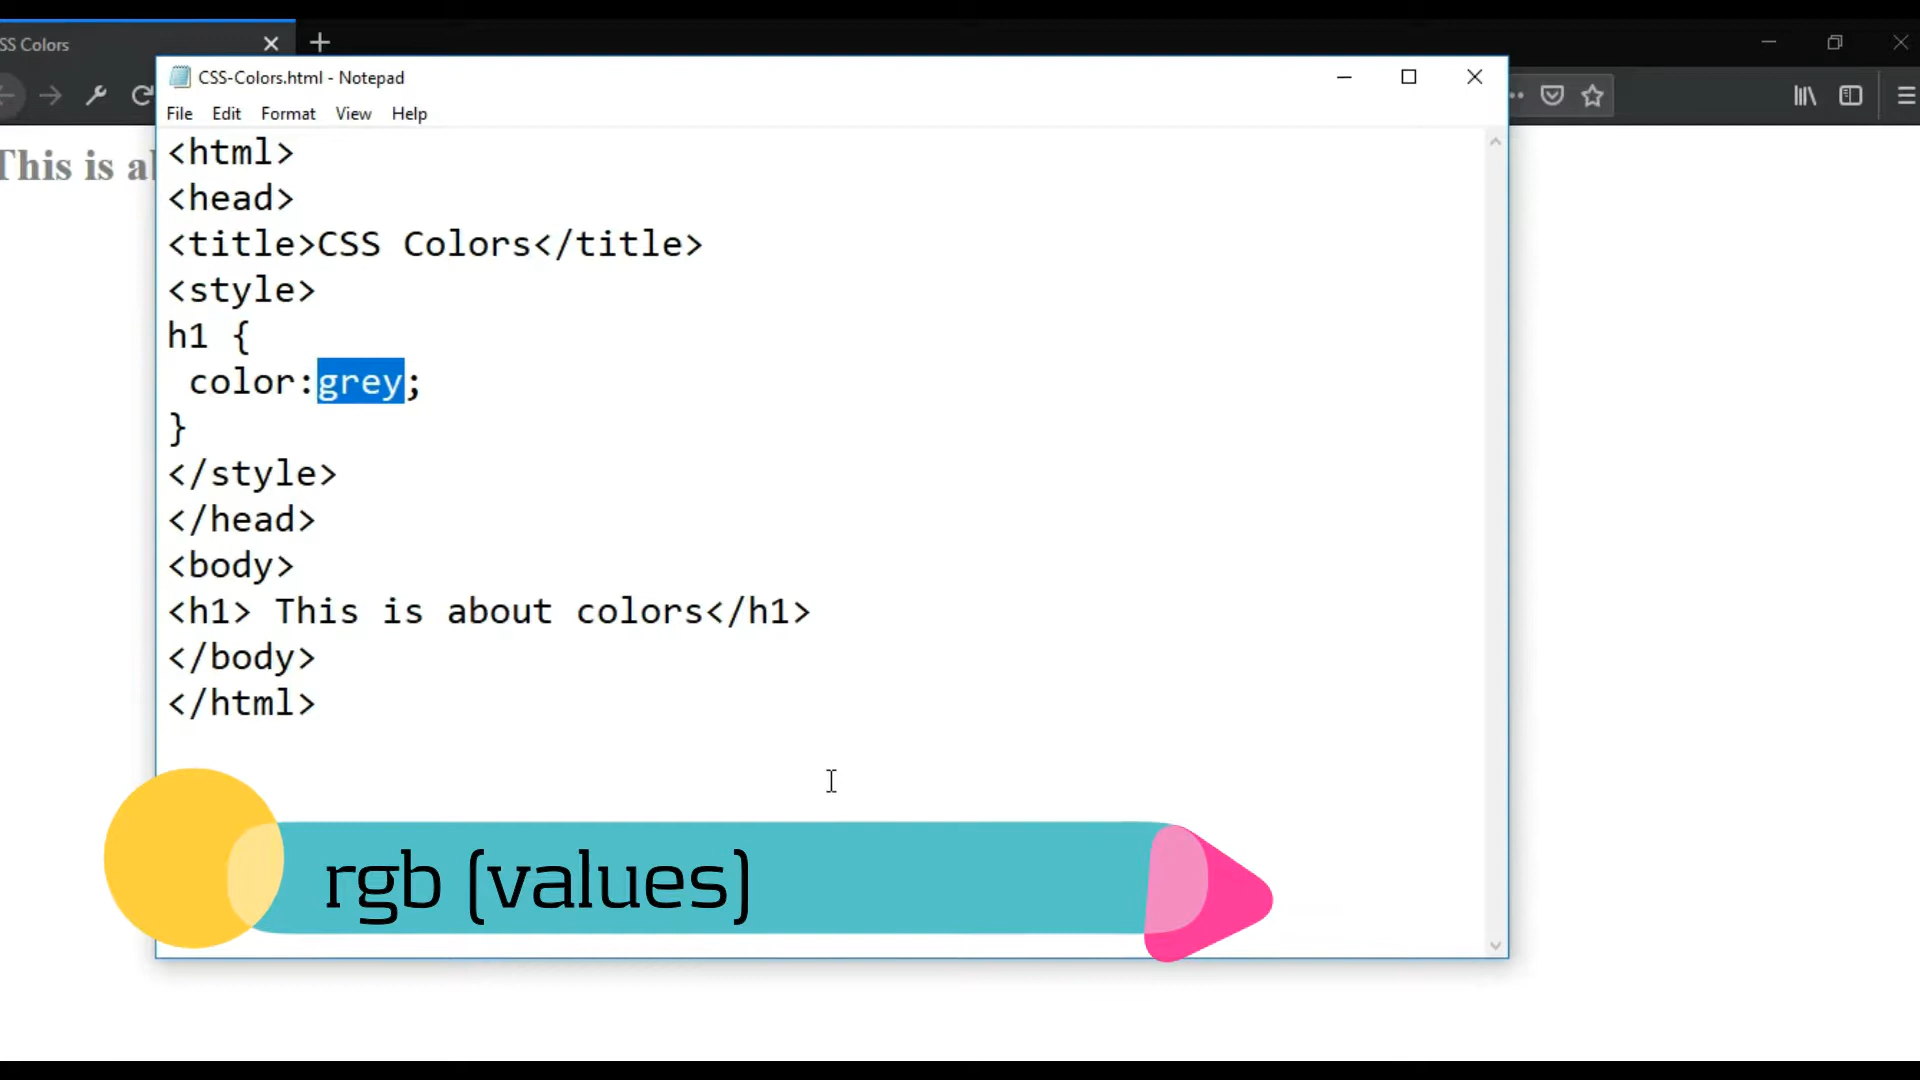 SS Colors
CSS-Colors.html - Notepad
File Edit Format View Help
This is a
<html>
<head>
<title>CSS Colors</title>
<style>
h1 {
 color:grey;
}
</style>
</head>
<body>
<h1> This is about colors</h1>
</body>
</html>
rgb (values)